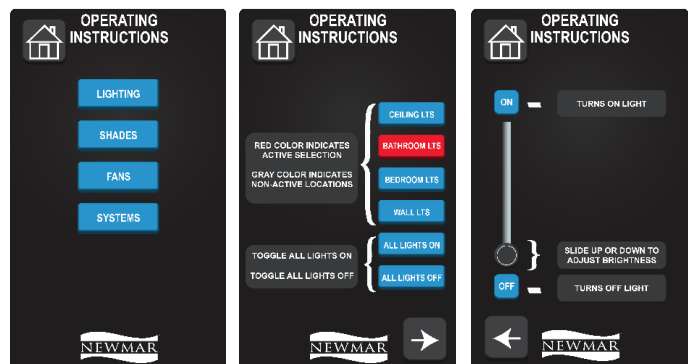 OPERATING
INSTRUCTIONS
LIGHTING
SHADES
FANS
SYSTEMS
NEWMAR
OPERATING
INSTRUCTIONS
RED COLOR INDICATES
ACTIVE SELECTION
GRAY COLOR INDICATES
NON-ACTIVE LOCATIONS
CEILING LTS
BATHROOM LTS
BEDROOM LTS
WALL LTS
TOGGLE ALL LIGHTS ON
TOGGLE ALL LIGHTS OFF
ALL LIGHTS ON
ALL LIGHTS OFF
NEWMAR
OPERATING
INSTRUCTIONS
ON
TURNS ON LIGHT
SLIDE UP OR DOWN TO
ADJUST BRIGHTNESS
OFF
TURNS OFF LIGHT
NEWMAR